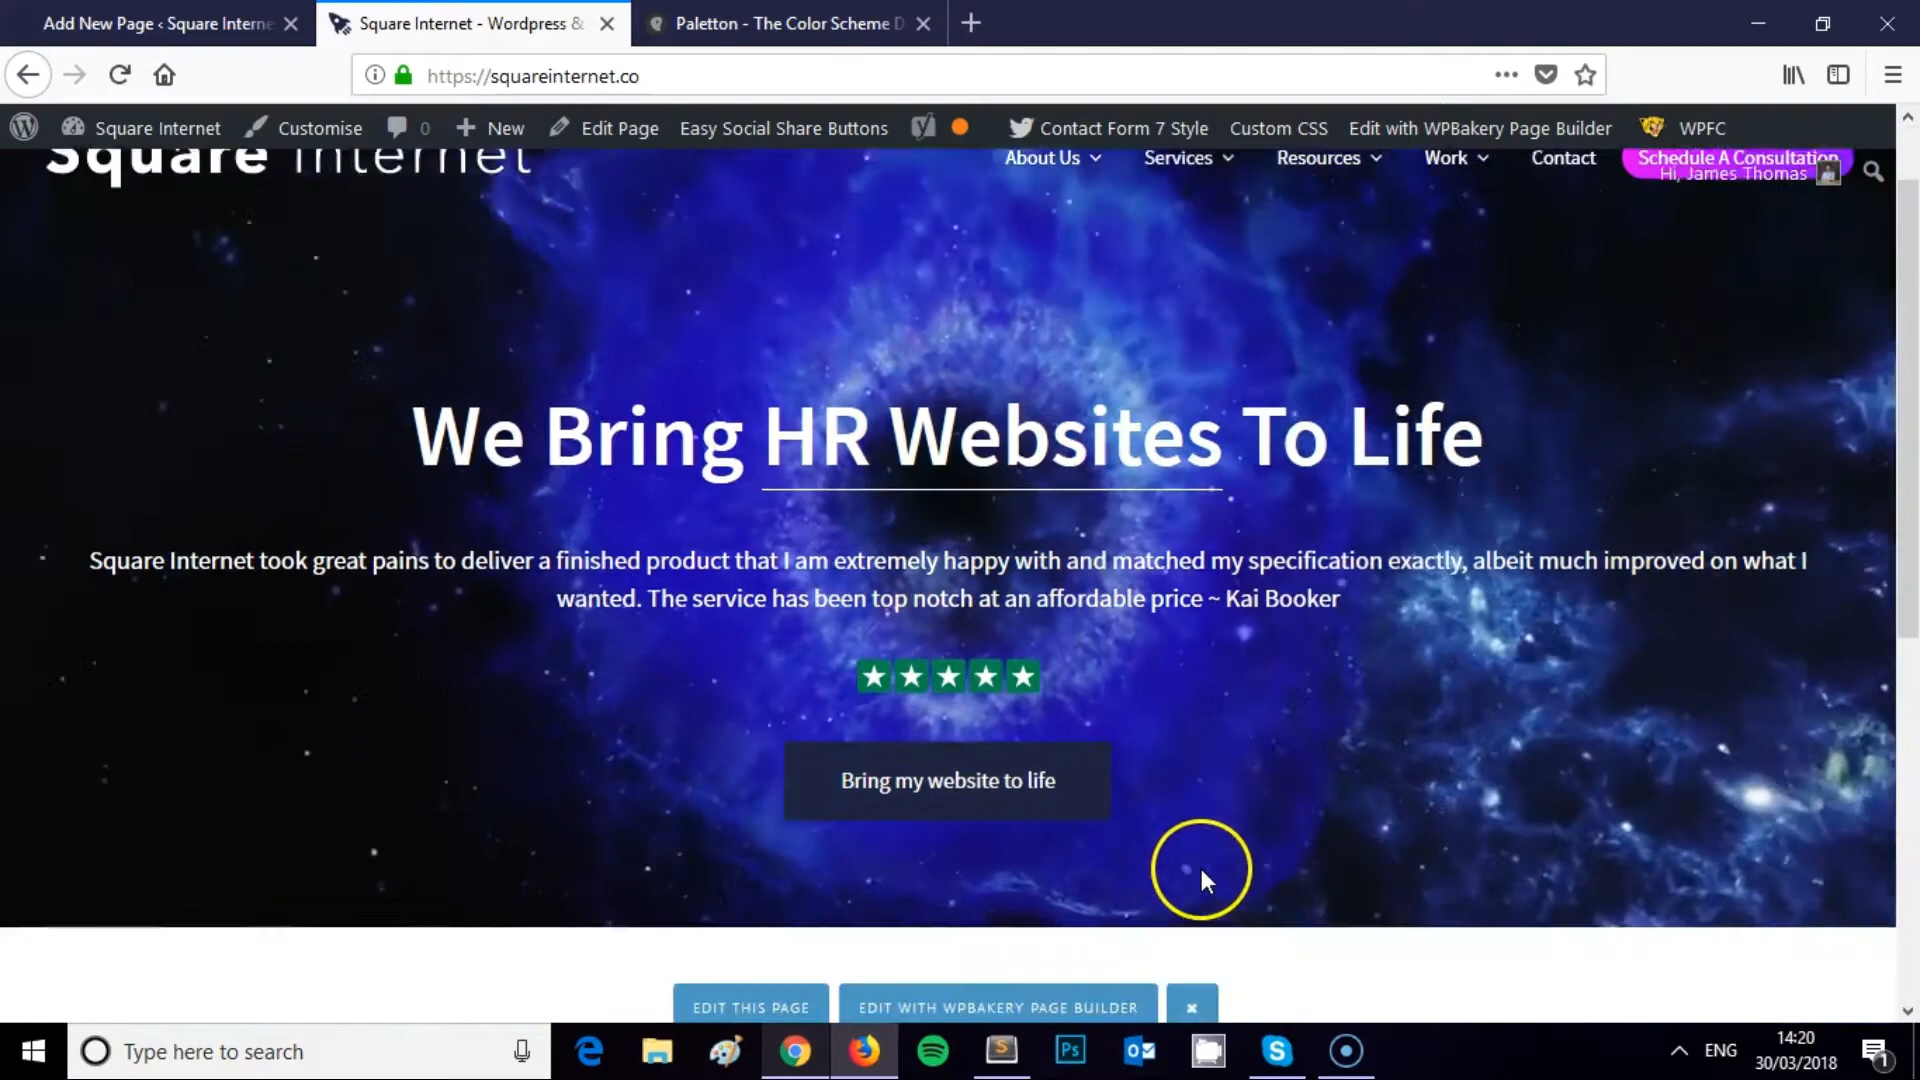 Add New Page ‹ Square Interne
Square Internet - Wordpress &
Paletton - The Color Scheme D
https://squareinternet.co
Square Internet
Customise
0
New
Edit Page
Easy Social Share Buttons
Contact Form 7 Style
Custom CSS
Edit with WPBakery Page Builder
WPFC
Square Internet
About Us
Services
Resources
Work
Contact
Schedule A Consultation
Hi, James Thomas
We Bring HR Websites To Life
Square Internet took great pains to deliver a finished product that I am extremely happy with and matched my specification exactly, albeit much improved on what I
wanted. The service has been top notch at an affordable price ~ Kai Booker
Bring my website to life
EDIT THIS PAGE
EDIT WITH WPBAKERY PAGE BUILDER
×
Type here to search
S
Ps
ENG
14:20
30/03/2018
1